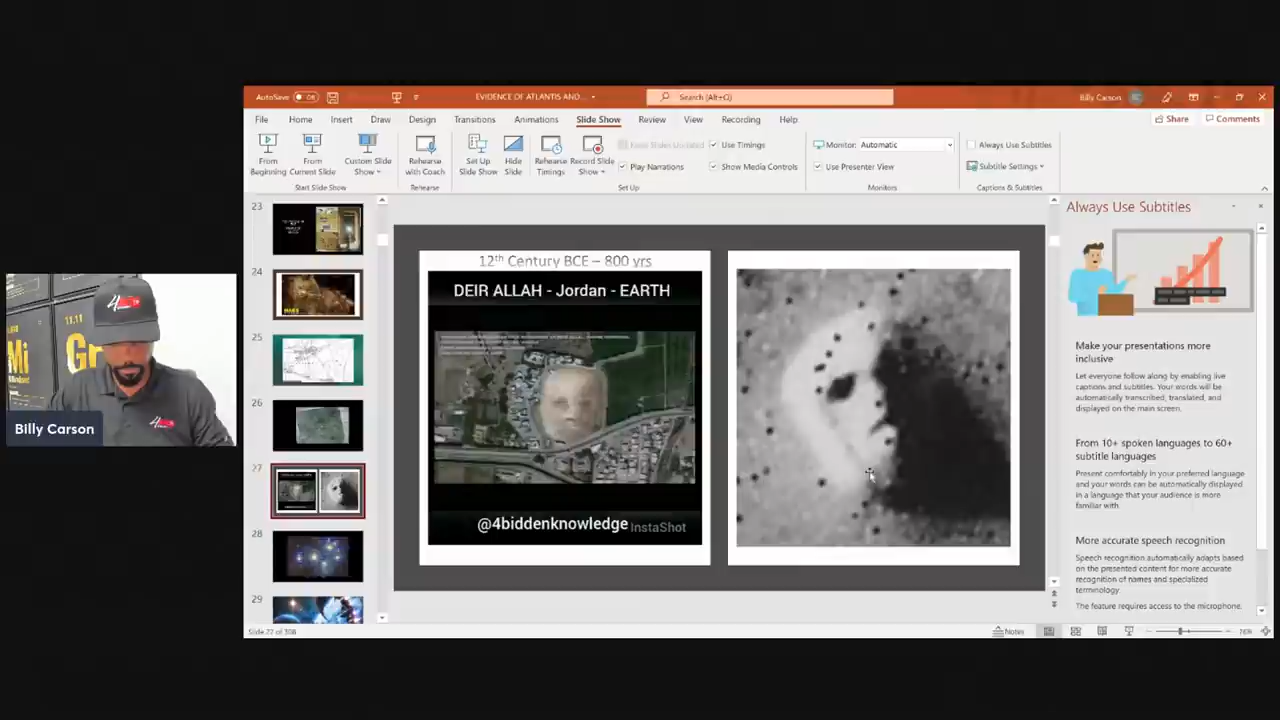 AutoSave
Off
EVIDENCE OF ATLANTIS AND...
Search (Alt+Q)
Billy Carson
File Home Insert Draw Design Transitions Animations Slide Show Review View Recording Help
Share
Comments
From Beginning
From Current Slide
Custom Slide Show
Rehearse with Coach
Set Up Slide Show
Hide Slide
Rehearse Timings
Record Slide Show
Keep Slides Updated
Play Narrations
Use Timings
Show Media Controls
Monitor: Automatic
Use Presenter View
Always Use Subtitles
Subtitle Settings
Start Slide Show
Rehearse
Set Up
Monitors
Captions & Subtitles
23
24
MARS
25
26
27
28
29
12th Century BCE – 800 yrs
DEIR ALLAH - Jordan - EARTH
@4biddenknowledge
InstaShot
Always Use Subtitles
Make your presentations more
inclusive
Let everyone follow along by enabling live
captions and subtitles. Your words will be
automatically transcribed, translated, and
displayed on the main screen.
From 10+ spoken languages to 60+
subtitle languages
Present comfortably in your preferred language
and your words can be automatically displayed
in a language that your audience is more
familiar with.
More accurate speech recognition
Speech recognition automatically adapts based
on the presented content for more accurate
recognition of names and specialized
terminology.
The feature requires access to the microphone.
11.11
Mi
Gr
Billy Carson
Notes